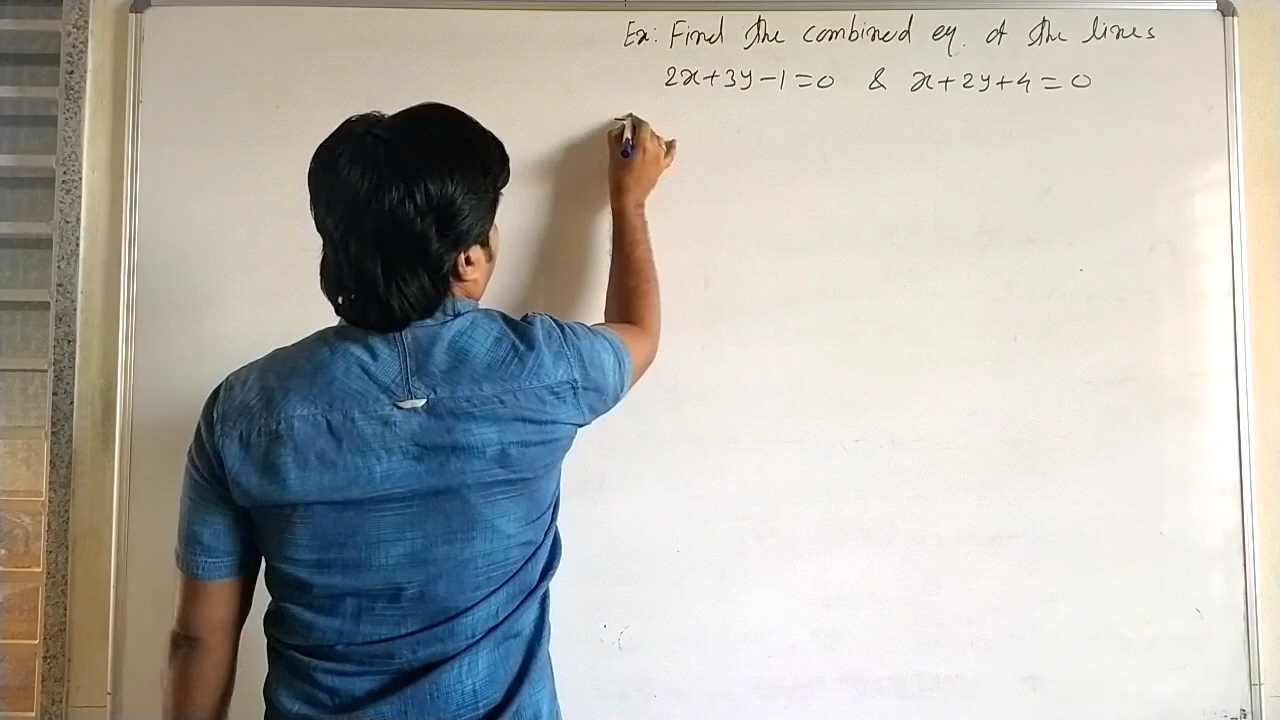 Ex: Find the combined eq. of the lines
2x+3y-1=0 & x+2y+4=0